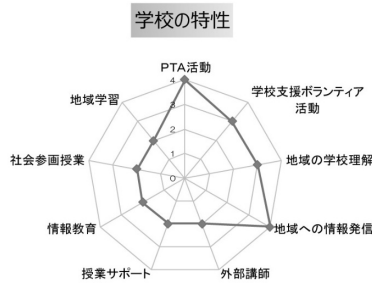 学校の特性
PTA活動
学校支援ボランティア
活動
地域の学校理解
地域への情報発信
外部講師
授業サポート
情報教育
社会参画授業
地域学習
4
3
2
1
0